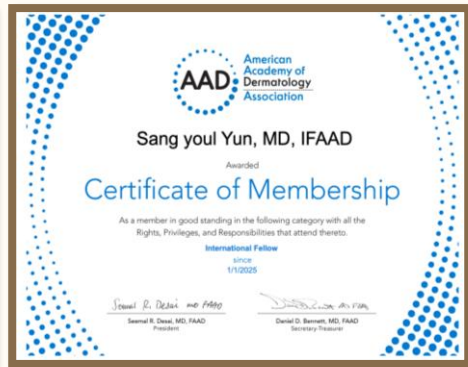 AAD
American
Academy of
Dermatology
Association
Sang youl Yun, MD, IFAAD
Awarded
Certificate of Membership
As a member in good standing in the following category with all the
Rights, Privileges, and Responsibilities that attend thereto.
International Fellow
since
1/1/2025
Seemal R. Desai, MD, FAAD
President
Daniel D. Bennett, MD, FAAD
Secretary-Treasurer